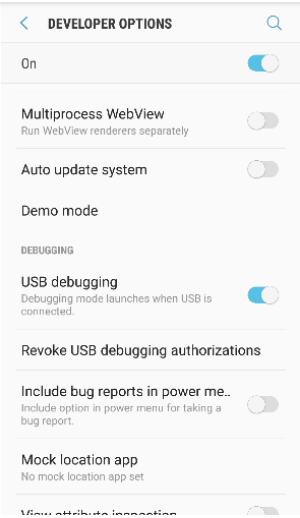 DEVELOPER OPTIONS
On
Multiprocess WebView
Run WebView renderers separately
Auto update system
Demo mode
DEBUGGING
USB debugging
Debugging mode launches when USB is
connected.
Revoke USB debugging authorizations
Include bug reports in power me..
Include option in power menu for taking a
bug report.
Mock location app
No mock location app set
View attribute inspection